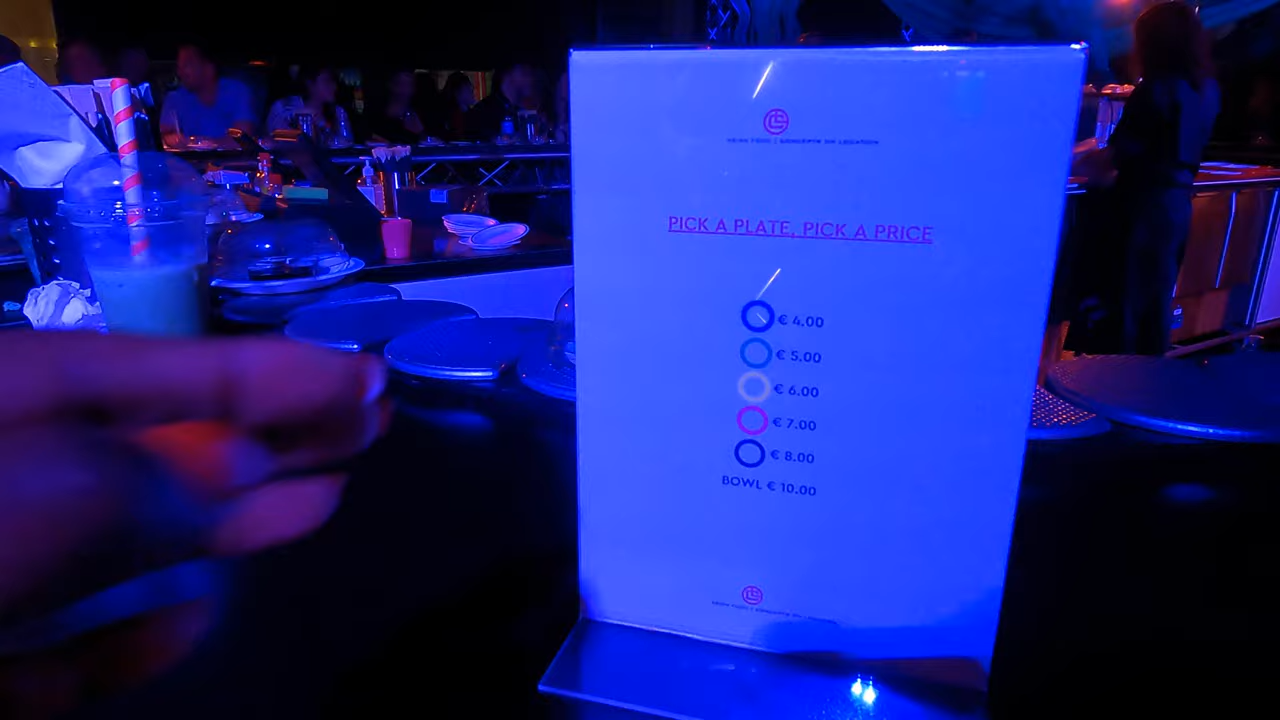 PICK A PLATE, PICK A PRICE
€ 4.00
€ 5.00
€ 6.00
€ 7.00
€ 8.00
BOWL € 10.00